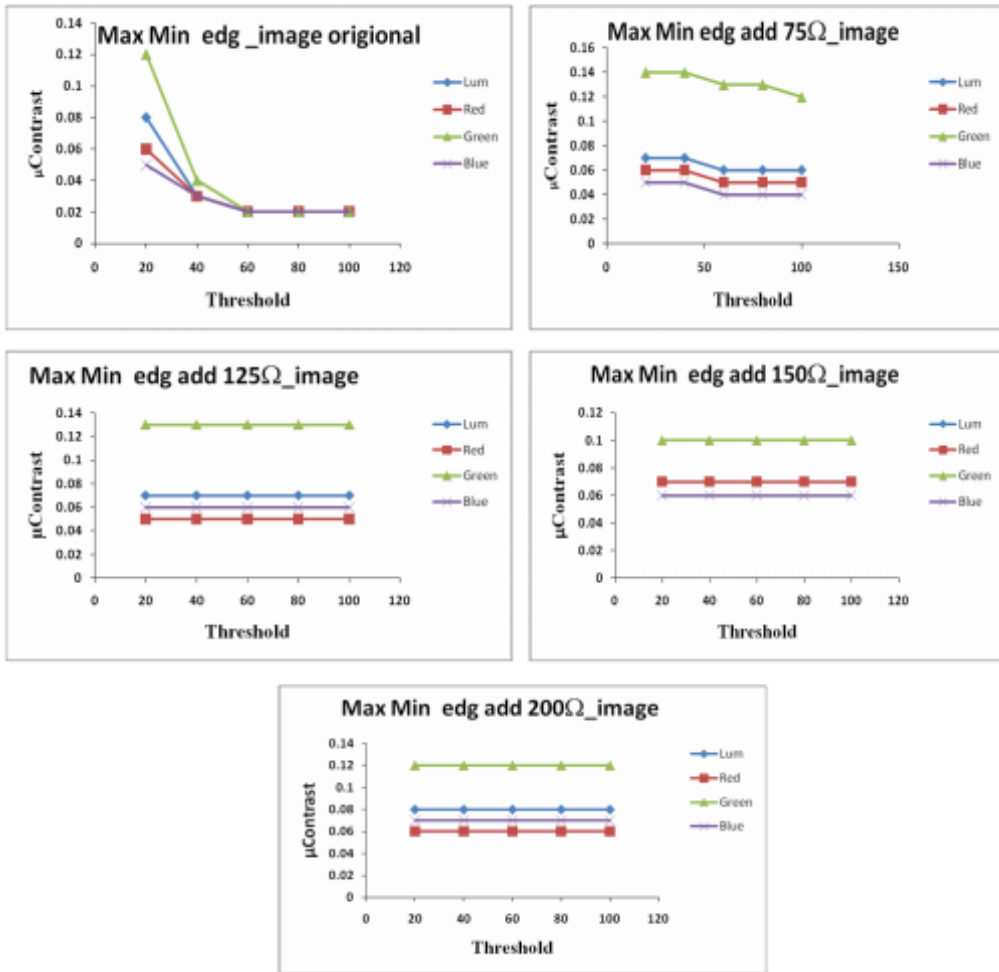 Max Min edg _image origional
0.14
0.12
0.1
0.08
0.06
0.04
0.02
0
µContrast
0 20 40 60 80 100 120
Threshold
Lum
Red
Green
Blue
Max Min edg add 75Ω_image
0.16
0.14
0.12
0.1
0.08
0.06
0.04
0.02
0
µContrast
0 50 100 150
Threshold
Lum
Red
Green
Blue
Max Min edg add 125Ω_image
0.14
0.12
0.1
0.08
0.06
0.04
0.02
0
µContrast
0 20 40 60 80 100 120
Threshold
Lum
Red
Green
Blue
Max Min edg add 150Ω_image
0.12
0.1
0.08
0.06
0.04
0.02
0
µContrast
0 20 40 60 80 100 120
Threshold
Lum
Red
Green
Blue
Max Min edg add 200Ω_image
0.14
0.12
0.1
0.08
0.06
0.04
0.02
0
µContrast
0 20 40 60 80 100 120
Threshold
Lum
Red
Green
Blue